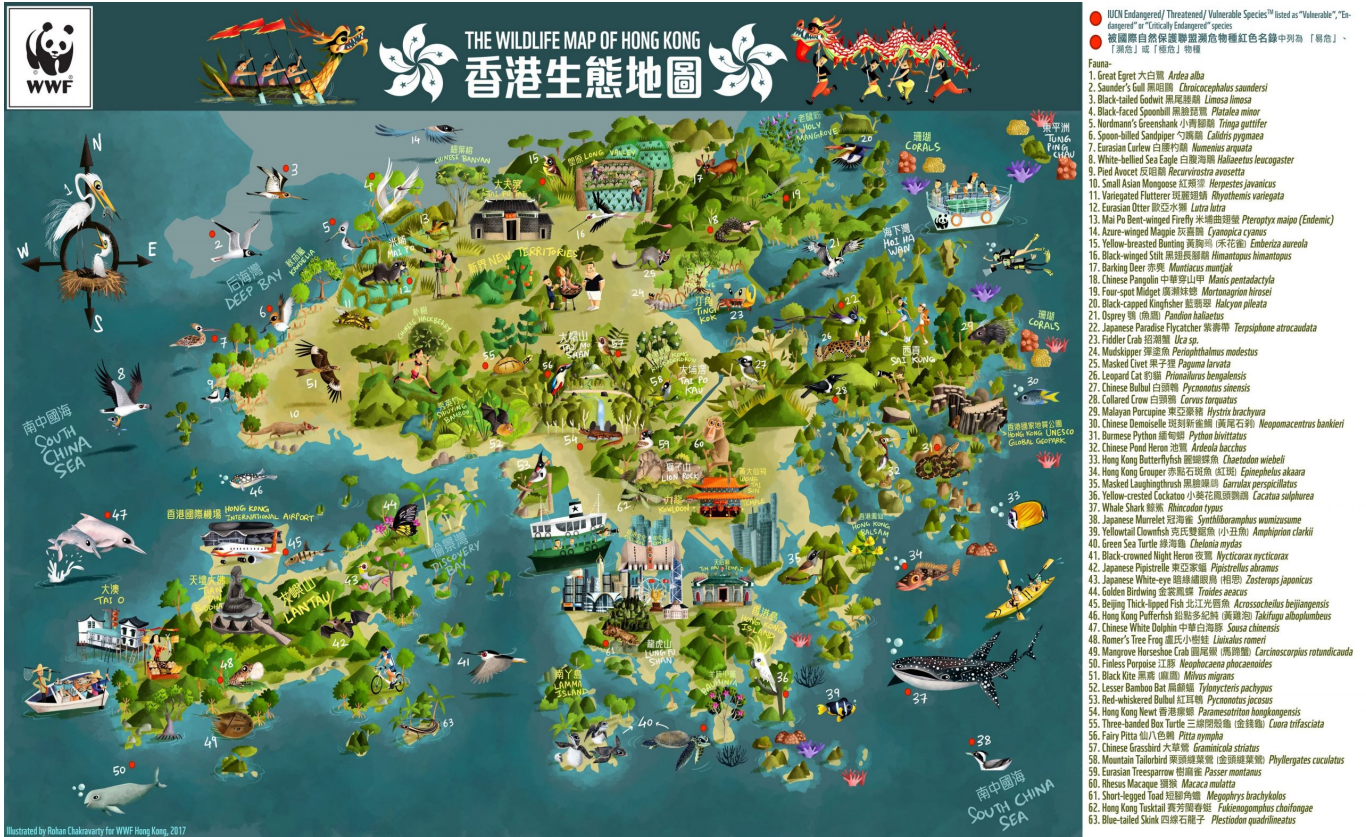 WWF
THE WILDLIFE MAP OF HONG KONG
香港生態地圖
IUCN Endangered/ Threatened/ Vulnerable Species™ listed as "Vulnerable", "En-
dangered" or "Critically Endangered" species
被國際自然保護聯盟瀕危物種紅色名錄中列為 「易危」、
「瀕危」或「極危」物種
Fauna-
1. Great Egret 大白鷺 Ardea alba
2. Saunder's Gull 黑咀鷗 Chroicocephalus saundersi
3. Black-tailed Godwit 黑尾塍鷸 Limosa limosa
4. Black-faced Spoonbill 黑臉琵鷺 Platalea minor
5. Nordmann's Greenshank 小青腳鷸 Tringa guttifer
6. Spoon-billed Sandpiper 勺嘴鷸 Calidris pygmaea
7. Eurasian Curlew 白腰杓鷸 Numenius arquata
8. White-bellied Sea Eagle 白腹海鵰 Haliaeetus leucogaster
9. Pied Avocet 反咀鷸 Recurvirostra avosetta
10. Small Asian Mongoose 紅頰獴 Herpestes javanicus
11. Variegated Flutterer 斑麗翅蜻 Rhyothemis variegata
12. Eurasian Otter 歐亞水獺 Lutra lutra
13. Mai Po Bent-winged Firefly 米埔曲翅螢 Pteroptyx maipo (Endemic)
14. Azure-winged Magpie 灰喜鵲 Cyanopica cyanus
15. Yellow-breasted Bunting 黃胸鵐 (禾花雀) Emberiza aureola
16. Black-winged Stilt 黑翅長腳鷸 Himantopus himantopus
17. Barking Deer 赤麂 Muntiacus muntjak
18. Chinese Pangolin 中華穿山甲 Manis pentadactyla
19. Four-spot Midget 廣瀨妹蟌 Mortonagrion hirosei
20. Black-capped Kingfisher 藍翡翠 Halcyon pileata
21. Osprey 鶚 (魚鷹) Pandion haliaetus
22. Japanese Paradise Flycatcher 紫壽帶 Terpsiphone atrocaudata
23. Fiddler Crab 招潮蟹 Uca sp.
24. Mudskipper 彈塗魚 Periophthalmus modestus
25. Masked Civet 果子狸 Paguma larvata
26. Leopard Cat 豹貓 Prionailurus bengalensis
27. Chinese Bulbul 白頭鵯 Pycnonotus sinensis
28. Collared Crow 白頸鴉 Corvus torquatus
29. Malayan Porcupine 東亞豪豬 Hystrix brachyura
30. Chinese Demoiselle 斑刻新雀鯛 (黃尾石剎) Neopomacentrus bankieri
31. Burmese Python 緬甸蟒 Python bivittatus
32. Chinese Pond Heron 池鷺 Ardeola bacchus
33. Hong Kong Butterflyfish 麗蝴蝶魚 Chaetodon wiebeli
34. Hong Kong Grouper 赤點石斑魚 (紅斑) Epinephelus akaara
35. Masked Laughingthrush 黑臉噪鶥 Garrulax perspicillatus
36. Yellow-crested Cockatoo 小葵花鳳頭鸚鵡 Cacatua sulphurea
37. Whale Shark 鯨鯊 Rhincodon typus
38. Japanese Murrelet 冠海雀 Synthliboramphus wumizusume
39. Yellowtail Clownfish 克氏雙鋸魚 (小丑魚) Amphiprion clarkii
40. Green Sea Turtle 綠海龜 Chelonia mydas
41. Black-crowned Night Heron 夜鷺 Nycticorax nycticorax
42. Japanese Pipistrelle 東亞家蝠 Pipistrellus abramus
43. Japanese White-eye 暗綠繡眼鳥 (相思) Zosterops japonicus
44. Golden Birdwing 金裳鳳蝶 Troides aeacus
45. Beijing Thick-lipped Fish 北江光唇魚 Acrossocheilus beijiangensis
46. Hong Kong Pufferfish 鉛點多紀魨 (黃雞泡) Takifugu alboplumbeus
47. Chinese White Dolphin 中華白海豚 Sousa chinensis
48. Romer's Tree Frog 盧氏小樹蛙 Liuixalus romeri
49. Mangrove Horseshoe Crab 圓尾鱟 (馬蹄蟹) Carcinoscorpius rotundicauda
50. Finless Porpoise 江豚 Neophocaena phocaenoides
51. Black Kite 黑鳶 (麻鷹) Milvus migrans
52. Lesser Bamboo Bat 扁顱蝠 Tylonycteris pachypus
53. Red-whiskered Bulbul 紅耳鵯 Pycnonotus jocosus
54. Hong Kong Newt 香港瘰螈 Paramesotriton hongkongensis
55. Three-banded Box Turtle 三線閉殼龜 (金錢龜) Cuora trifasciata
56. Fairy Pitta 仙八色鶇 Pitta nympha
57. Chinese Grassbird 大草鶯 Graminicola striatus
58. Mountain Tailorbird 栗頭縫葉鶯 (金頭縫葉鶯) Phyllergates cuculatus
59. Eurasian Treesparrow 樹麻雀 Passer montanus
60. Rhesus Macaque 獼猴 Macaca mulatta
61. Short-legged Toad 短腳角蟾 Megophrys brachykolos
62. Hong Kong Tusktail 賽芳閩春蜓 Fukienogomphus choifongae
63. Blue-tailed Skink 四線石龍子 Plestiodon quadrilineatus
N
W
E
S
后海灣
DEEP BAY
南中國海
SOUTH
CHINA
SEA
CHINESE BANYAN
LONG VALLEY
HOLY
MANGROVE
珊瑚
CORALS
東平洲
TUNG
PING
CHAU
海下灣
HOI HA
WAN
新界 NEW TERRITORIES
汀角
TING
KOK
西貢
SAI KUNG
珊瑚
CORALS
大帽山
大埔滘
TAI PO
KAU
香港國家地質公園
HONG KONG UNESCO
GLOBAL GEOPARK
獅子山
LION ROCK
九龍
KOWLOON
香港國際機場 HONG KONG
INTERNATIONAL AIRPORT
DISCOVERY
BAY
HONG KONG
BALSAM
大澳
TAI O
天壇大佛
大嶼山
LANTAU
龍虎山
LUNG FU
SHAN
南丫島
LAMMA
ISLAND
南中國海
SOUTH CHINA
SEA
Illustrated by Rohan Chakravarty for WWF Hong Kong, 2017